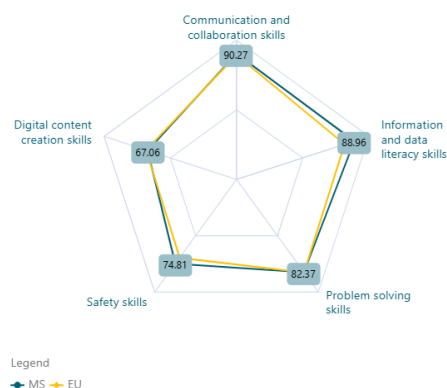 Communication and
collaboration skills
90.27
Digital content
creation skills
67.06
Information
and data
literacy skills
88.96
74.81
82.37
Safety skills
Problem solving
skills
Legend
MS EU